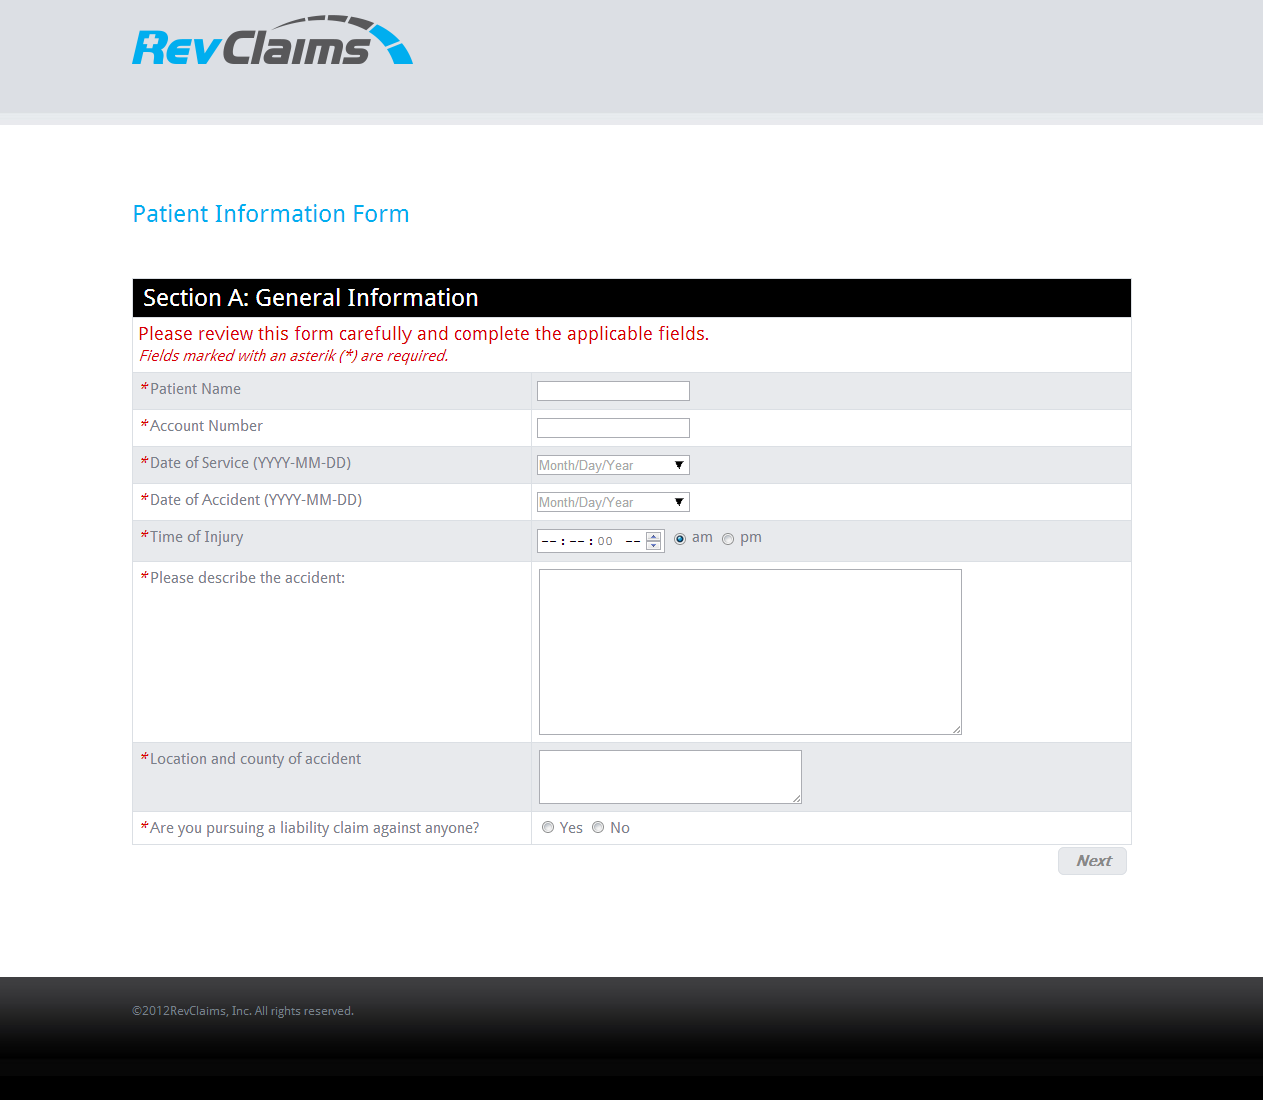 RevClaims
Patient Information Form
Section A: General Information
Please review this form carefully and complete the applicable fields.
Fields marked with an asterik (*) are required.
*Patient Name
*Account Number
*Date of Service (YYYY-MM-DD) Month/Day/Year
*Date of Accident (YYYY-MM-DD) Month/Day/Year
*Time of Injury --:--:00 -- am pm
*Please describe the accident:
*Location and county of accident
*Are you pursuing a liability claim against anyone? Yes No
Next
©2012RevClaims, Inc. All rights reserved.